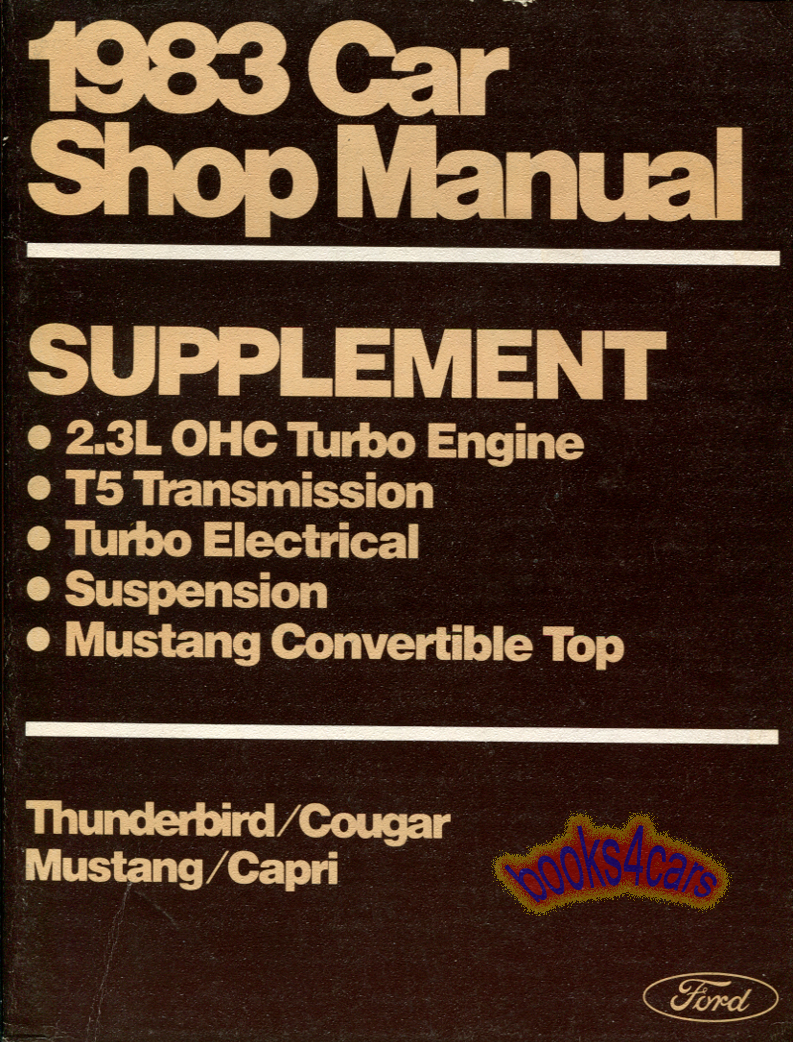 1983 Car
Shop Manual
SUPPLEMENT
• 2.3L OHC Turbo Engine
• T5 Transmission
• Turbo Electrical
• Suspension
• Mustang Convertible Top
Thunderbird/Cougar
Mustang/Capri
books4cars
Ford